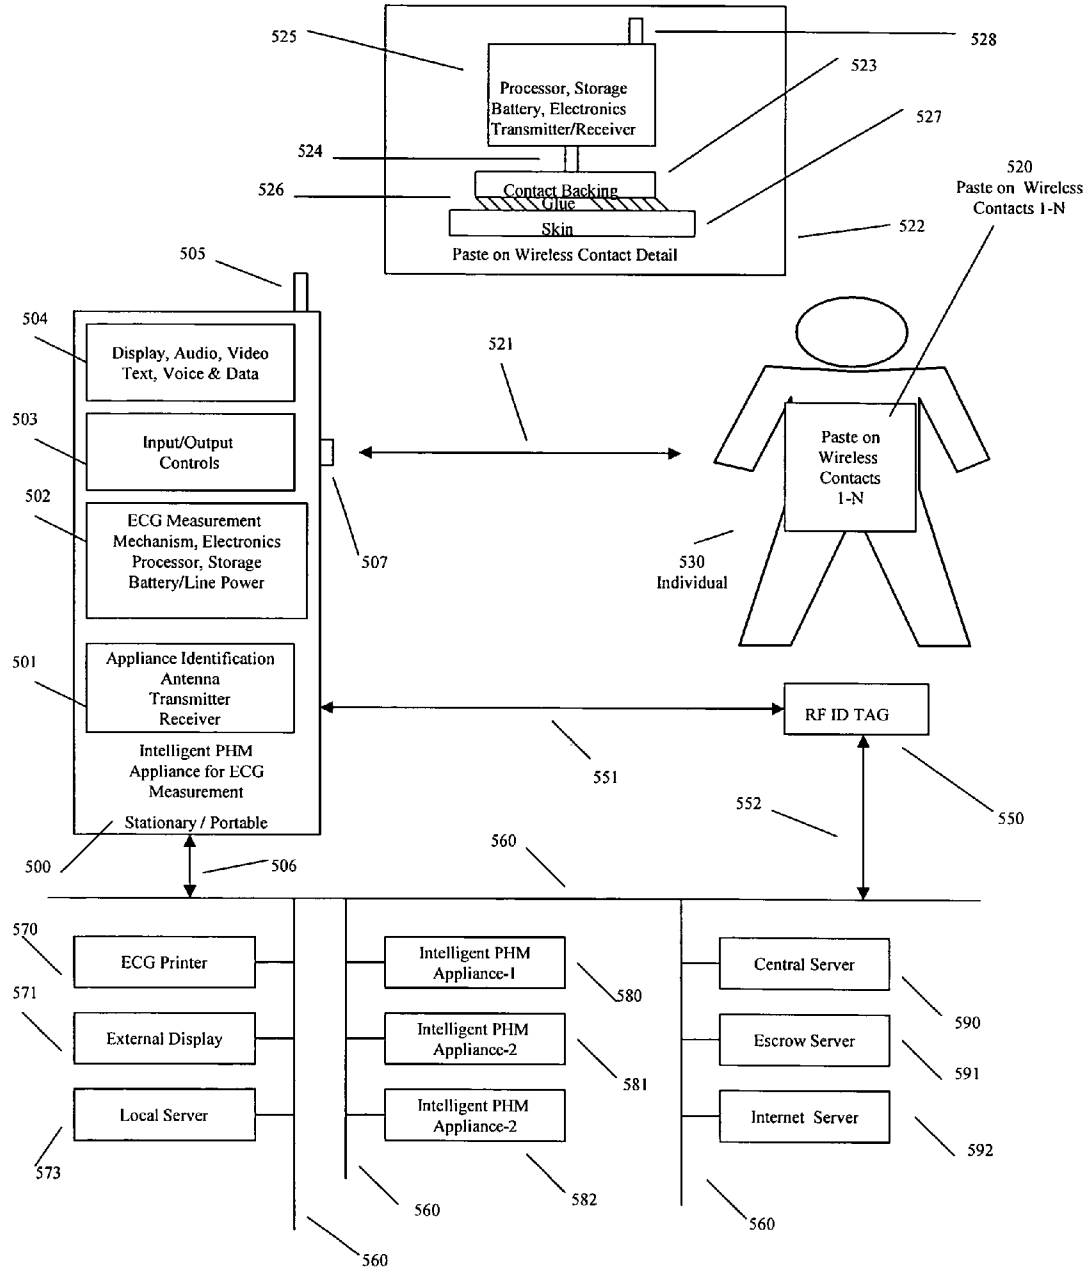 525
528
523
Processor, Storage
Battery, Electronics
Transmitter/Receiver
527
524
520
Paste on Wireless
Contacts 1-N
526
Contact Backing
Glue
Skin
522
Paste on Wireless Contact Detail
505
504
Display, Audio, Video
Text, Voice & Data
521
503
Input/Output
Controls
Paste on
Wireless
Contacts
1-N
502
ECG Measurement
Mechanism, Electronics
Processor, Storage
Battery/Line Power
507
530
Individual
501
Appliance Identification
Antenna
Transmitter
Receiver
RF ID TAG
Intelligent PHM
Appliance for ECG
Measurement
551
552
550
Stationary / Portable
500
506
560
570
ECG Printer
Intelligent PHM
Appliance-1
Central Server
580
590
571
External Display
Intelligent PHM
Appliance-2
Escrow Server
581
591
Local Server
Intelligent PHM
Appliance-2
Internet Server
573
582
592
560
560
560